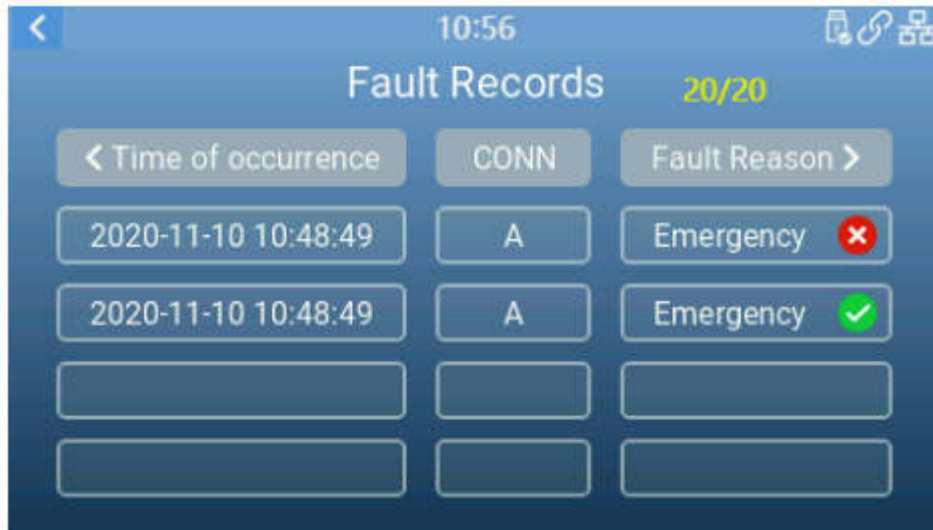 10:56
Fault Records 20/20
Time of occurrence CONN Fault Reason
2020-11-10 10:48:49 A Emergency
2020-11-10 10:48:49 A Emergency